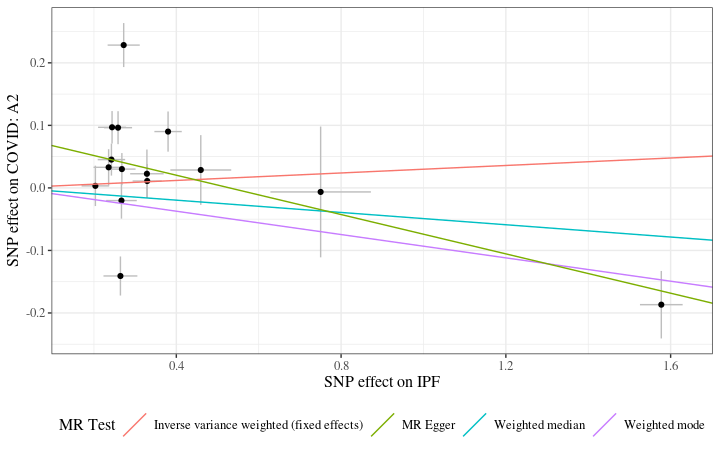 SNP effect on COVID: A2
0.2
0.1
0.0
-0.1
-0.2
0.4
0.8
1.2
1.6
SNP effect on IPF
MR Test
Inverse variance weighted (fixed effects)
MR Egger
Weighted median
Weighted mode